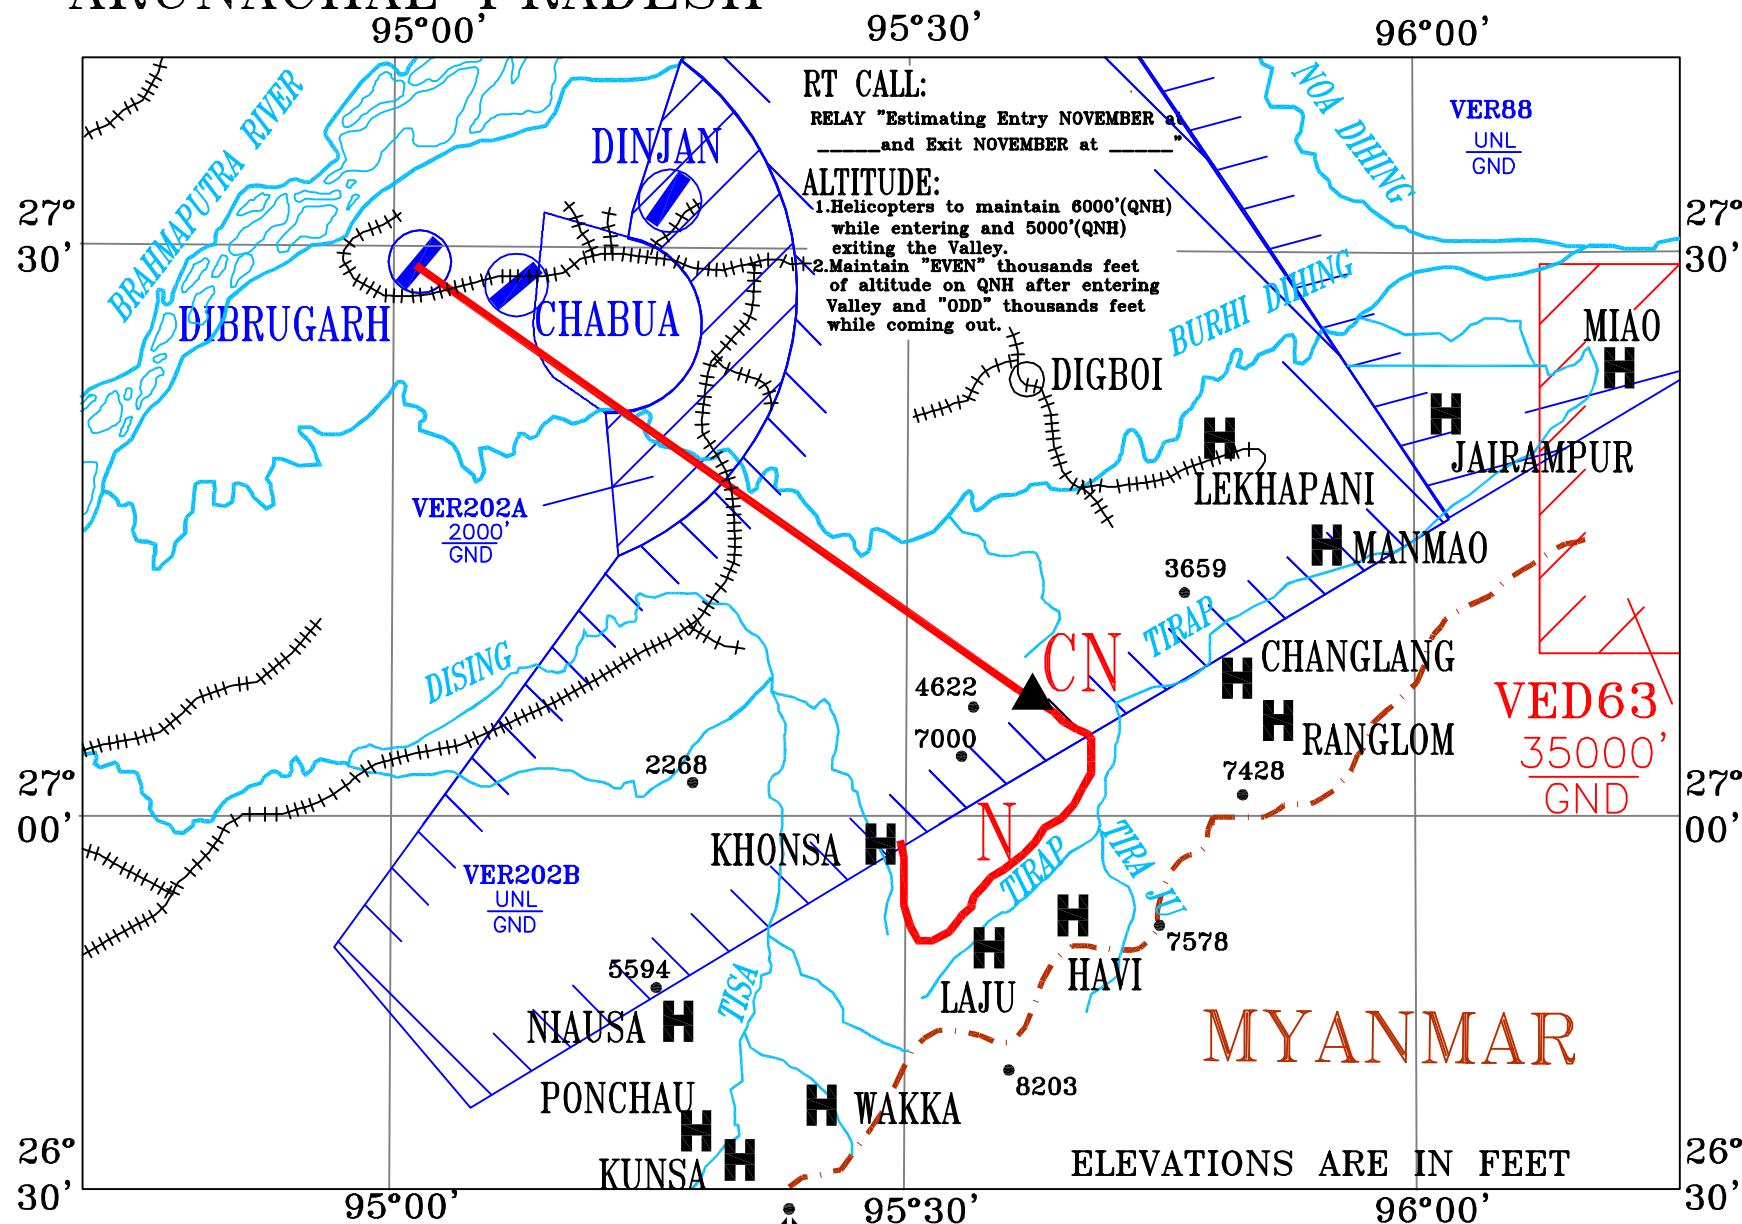 ARUNACHAL PRADESH
95°00'
95°30'
96°00'
RT CALL:
RELAY "Estimating Entry NOVEMBER at
_____and Exit NOVEMBER at _____"
ALTITUDE:
1.Helicopters to maintain 6000'(QNH)
while entering and 5000'(QNH)
exiting the Valley.
2.Maintain "EVEN" thousands feet
of altitude on QNH after entering
Valley and "ODD" thousands feet
while coming out.
NOA DIHING
VER88
UNL
GND
BRAHMAPUTRA RIVER
DINJAN
27°
30'
27°
30'
DIBRUGARH
CHABUA
BURHI DIHING
MIAO
H
DIGBOI
H
JAIRAMPUR
H
LEKHAPANI
VER202A
2000'
GND
H
MANMAO
3659
TIRAP
DISING
CN
H
CHANGLANG
4622
VED63
35000'
GND
H
RANGLOM
7000
2268
7428
27°
00'
27°
00'
N
KHONSA
H
TIRAP
TIRA JU
VER202B
UNL
GND
H
HAVI
7578
H
LAJU
5594
TISA
NIAUSA
H
MYANMAR
8203
PONCHAU
H
WAKKA
H
KUNSA
H
ELEVATIONS ARE IN FEET
26°
30'
26°
30'
95°00'
95°30'
96°00'